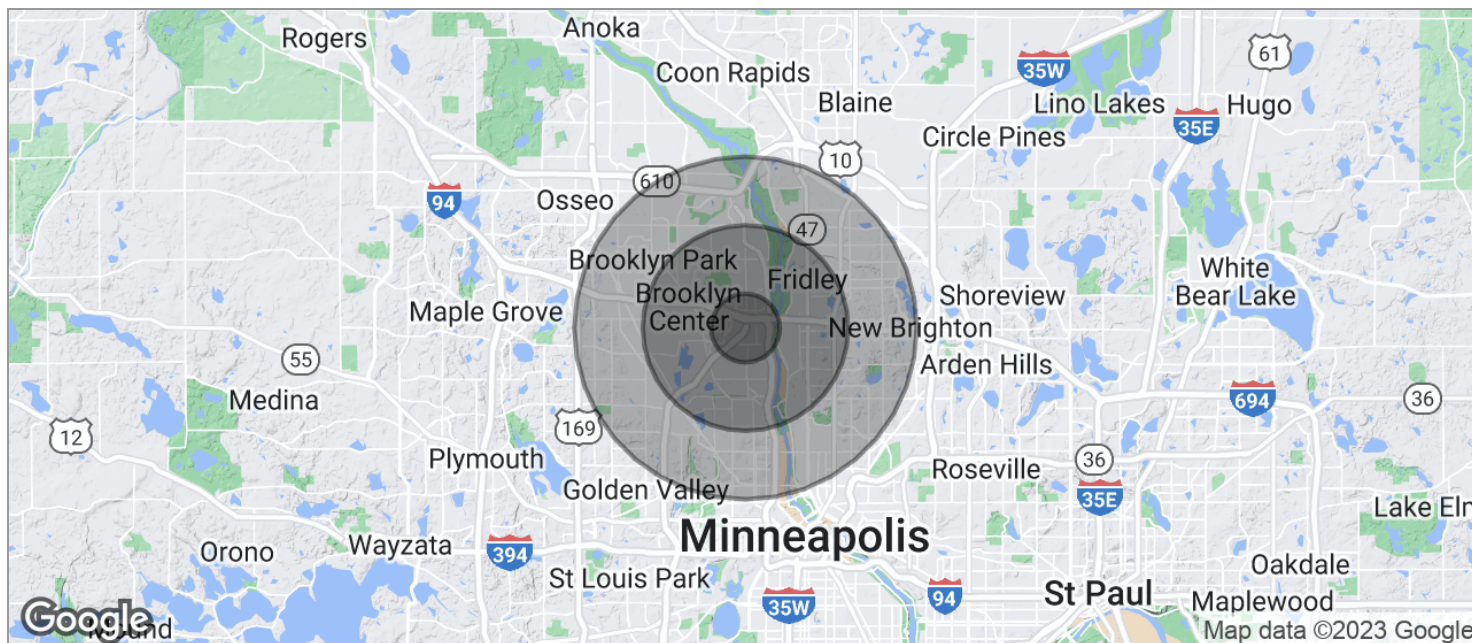 Anoka
Rogers
61
Coon Rapids
35W
Blaine
Lino Lakes
Hugo
35E
Circle Pines
10
610
94
Osseo
47
Brooklyn Park
Fridley
White
Bear Lake
Brooklyn
Center
Shoreview
Maple Grove
New Brighton
55
Arden Hills
Medina
694
36
12
169
Plymouth
36
Roseville
Golden Valley
35E
Lake Elm
Minneapolis
Orono
Wayzata
394
St Louis Park
Oakdale
35W
94
St Paul
Maplewood
Google
Mound
Map data ©2023 Google